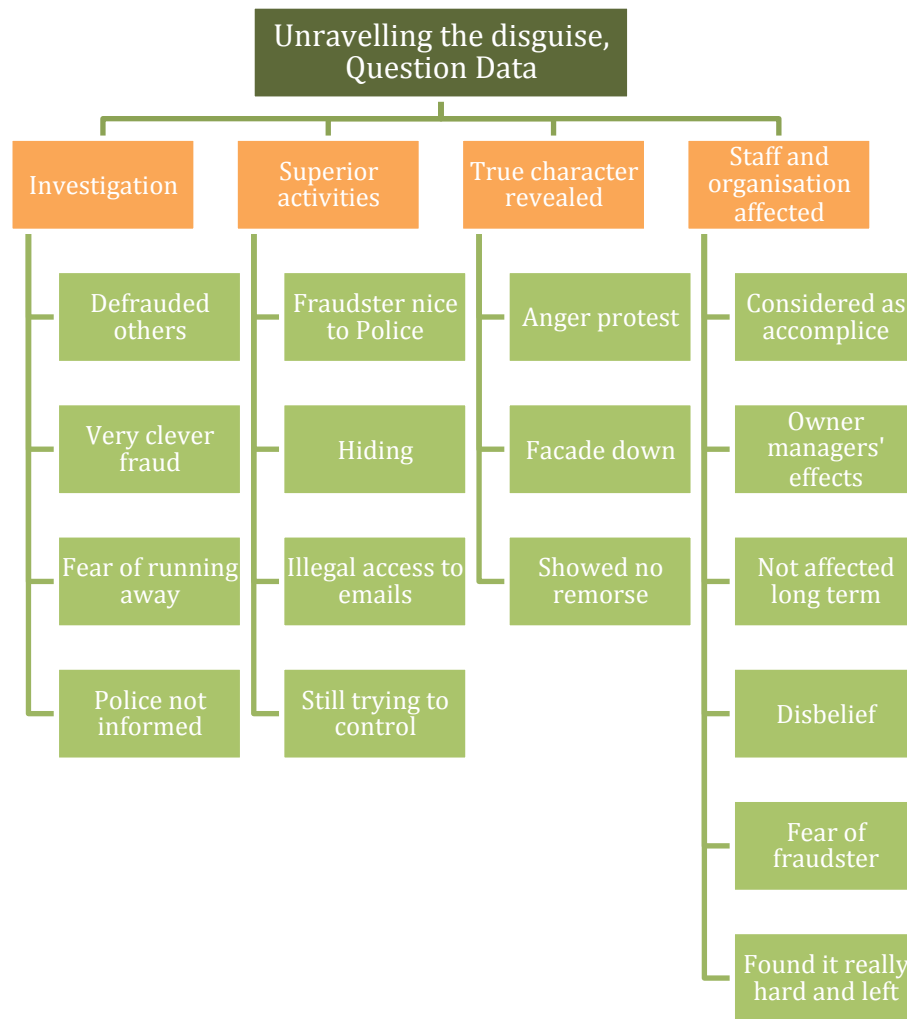 Unravelling the disguise,
Question Data
Investigation
Defrauded
others
Very clever
fraud
Fear of running
away
Police not
informed
Superior
activities
Fraudster nice
to Police
Hiding
Illegal access to
emails
Still trying to
control
True character
revealed
Anger protest
Facade down
Showed no
remorse
Staff and
organisation
affected
Considered as
accomplice
Owner
managers'
effects
Not affected
long term
Disbelief
Fear of
fraudster
Found it really
hard and left